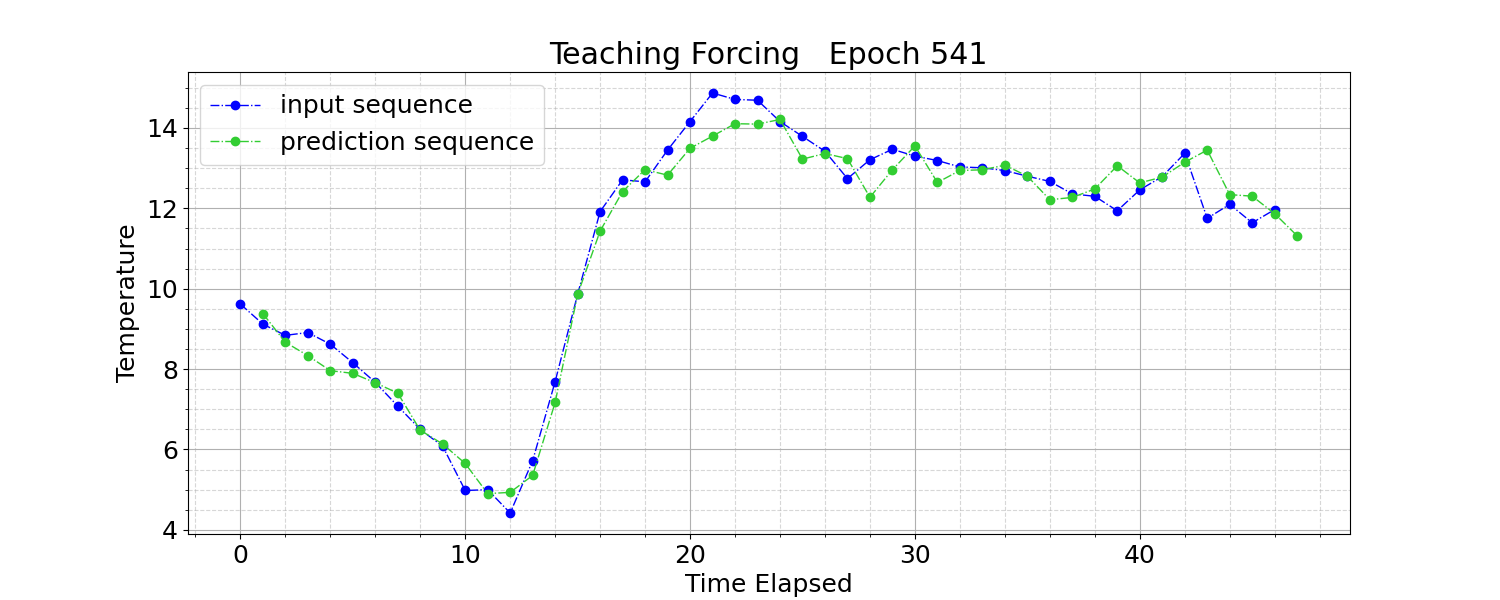 Teaching Forcing   Epoch 541
input sequence
prediction sequence
Temperature
14
12
10
8
6
4
0 10 20 30 40
Time Elapsed